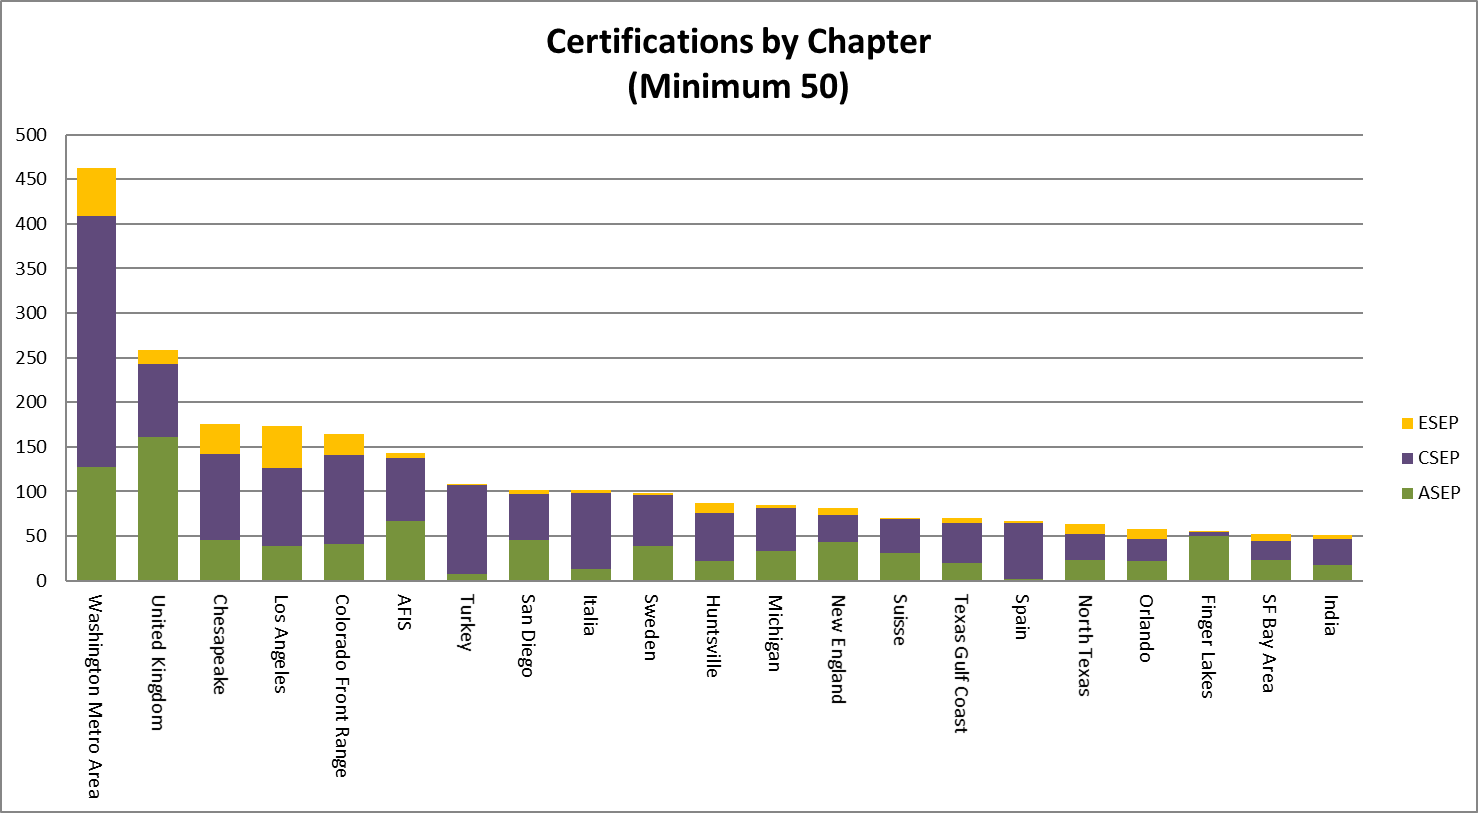 Certifications by Chapter
(Minimum 50)
500
450
400
350
300
250
200
150
100
50
0
Washington Metro Area
United Kingdom
Chesapeake
Los Angeles
Colorado Front Range
AFIS
Turkey
San Diego
Italia
Sweden
Huntsville
Michigan
New England
Suisse
Texas Gulf Coast
Spain
North Texas
Orlando
Finger Lakes
SF Bay Area
India
ESEP
CSEP
ASEP